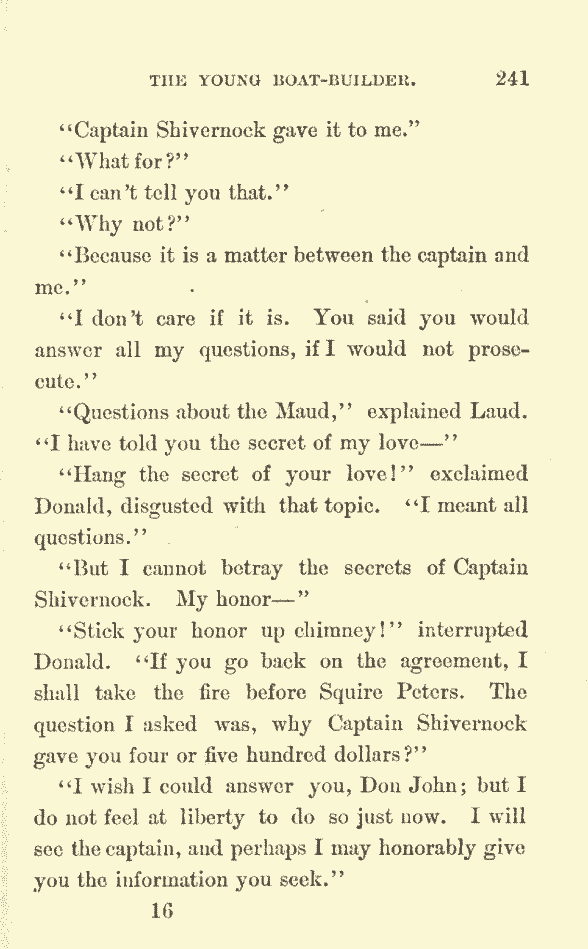 THE YOUNG BOAT-BUILDER. 241
"Captain Shivernock gave it to me."
"What for?"
"I can't tell you that."
"Why not?"
"Because it is a matter between the captain and
me."
"I don't care if it is. You said you would
answer all my questions, if I would not prose-
cute."
"Questions about the Maud," explained Laud.
"I have told you the secret of my love—"
"Hang the secret of your love!" exclaimed
Donald, disgusted with that topic. "I meant all
questions."
"But I cannot betray the secrets of Captain
Shivernock. My honor—"
"Stick your honor up chimney!" interrupted
Donald. "If you go back on the agreement, I
shall take the fire before Squire Peters. The
question I asked was, why Captain Shivernock
gave you four or five hundred dollars?"
"I wish I could answer you, Don John; but I
do not feel at liberty to do so just now. I will
see the captain, and perhaps I may honorably give
you the information you seek."
16